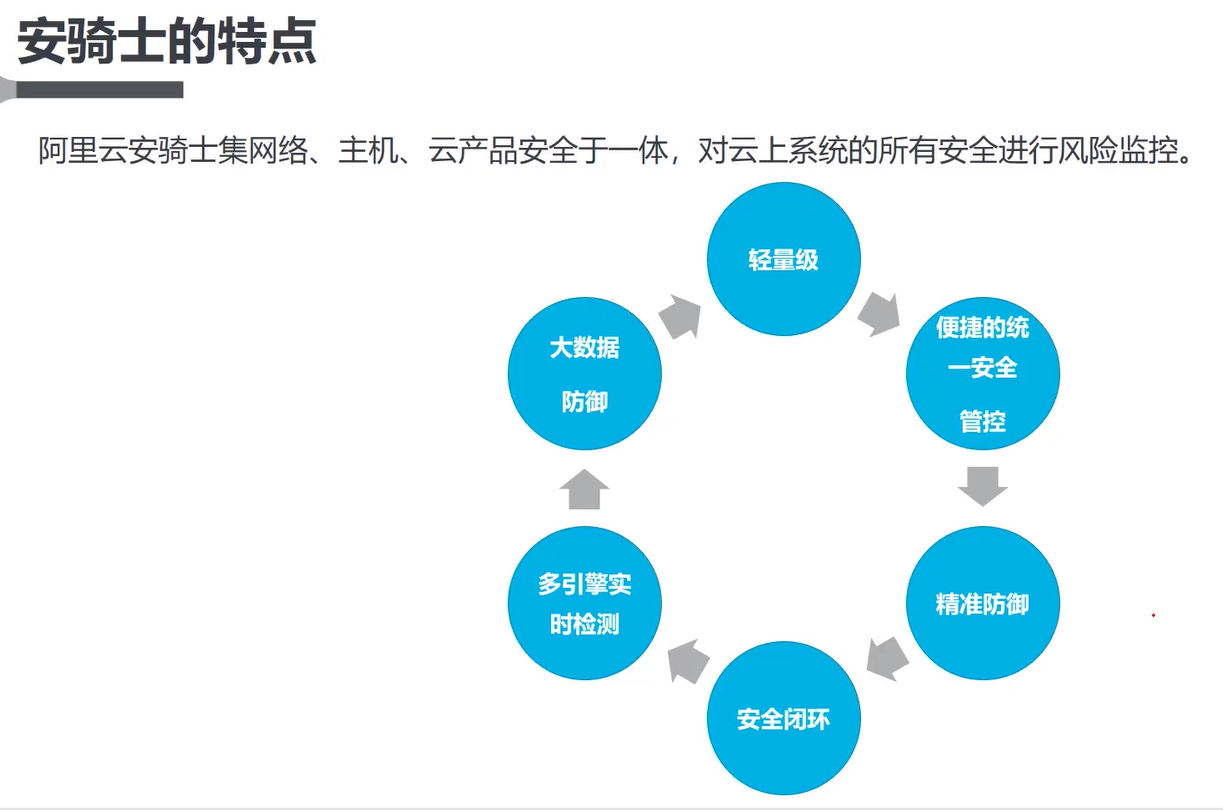 安骑士的特点
阿里云安骑士集网络、主机、云产品安全于一体，对云上系统的所有安全进行风险监控。
轻量级
便捷的统
一安全
管控
精准防御
安全闭环
多引擎实
时检测
大数据
防御